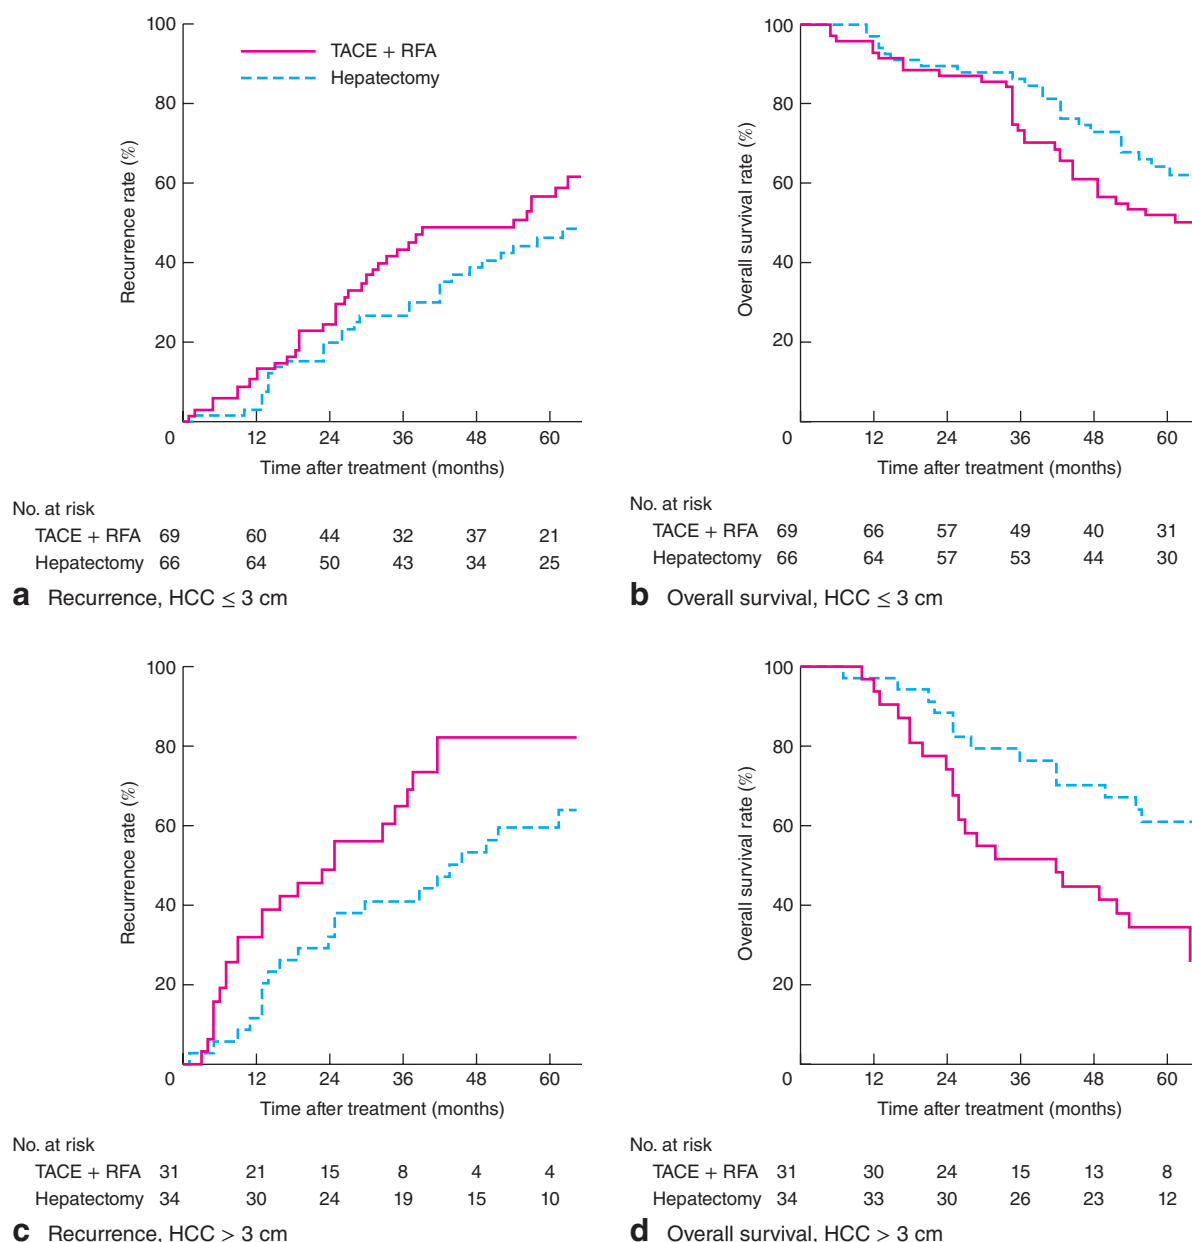 100
80
60
40
20
0
12
24
36
48
60
Recurrence rate (%)
TACE + RFA
Hepatectomy
Time after treatment (months)
No. at risk
TACE + RFA 69 60 44 32 37 21
Hepatectomy 66 64 50 43 34 25
a Recurrence, HCC ≤ 3 cm
100
80
60
40
20
0
12
24
36
48
60
Overall survival rate (%)
Time after treatment (months)
No. at risk
TACE + RFA 69 66 57 49 40 31
Hepatectomy 66 64 57 53 44 30
b Overall survival, HCC ≤ 3 cm
100
80
60
40
20
0
12
24
36
48
60
Recurrence rate (%)
Time after treatment (months)
No. at risk
TACE + RFA 31 21 15 8 4 4
Hepatectomy 34 30 24 19 15 10
c Recurrence, HCC > 3 cm
100
80
60
40
20
0
12
24
36
48
60
Overall survival rate (%)
Time after treatment (months)
No. at risk
TACE + RFA 31 30 24 15 13 8
Hepatectomy 34 33 30 26 23 12
d Overall survival, HCC > 3 cm